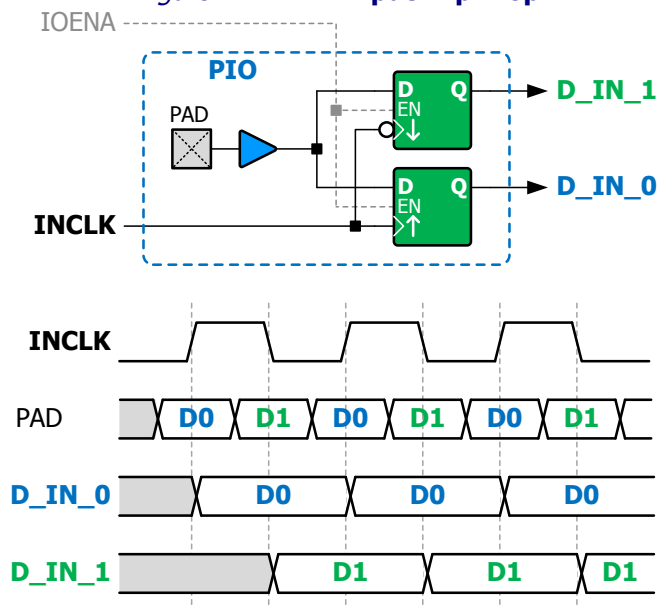 IOENA
PIO
PAD
D Q
EN
D_IN_1
D Q
EN
D_IN_0
INCLK
INCLK
PAD D0 D1 D0 D1 D0 D1
D_IN_0 D0 D0 D0
D_IN_1 D1 D1 D1